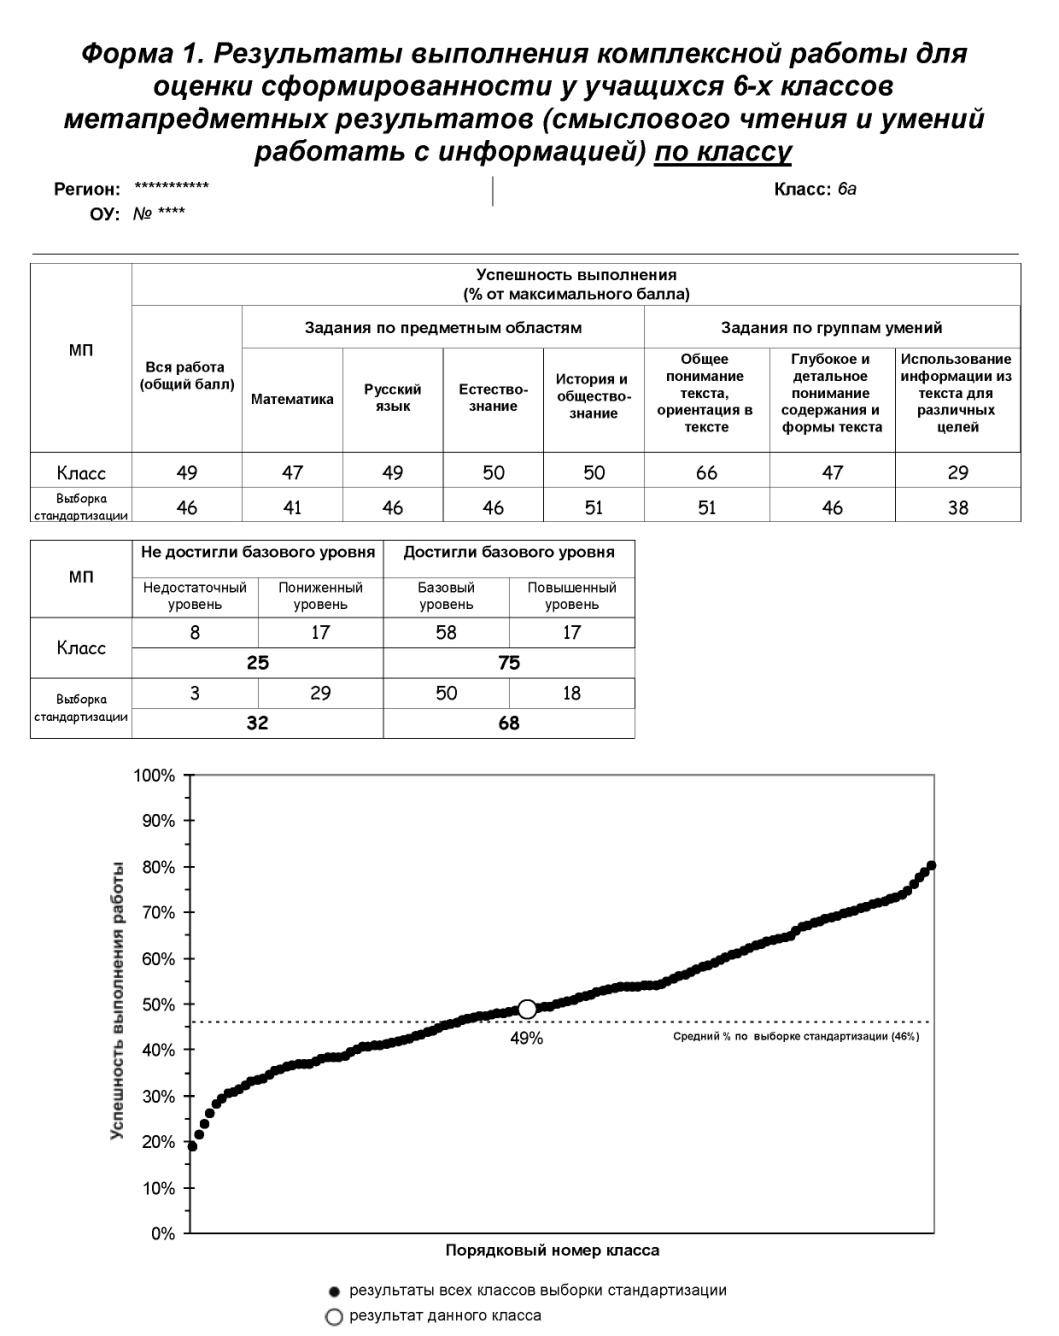 Форма 1. Результаты выполнения комплексной работы для
оценки сформированности у учащихся 6-х классов
метапредметных результатов (смыслового чтения и умений
работать с информацией) по классу
Регион: ***********
Класс: 6а
ОУ: № ****
МП
Успешность выполнения
(% от максимального балла)
Вся работа
(общий балл)
Задания по предметным областям
Задания по группам умений
Математика
Русский
язык
Естество-
знание
История и
общество-
знание
Общее
понимание
текста,
ориентация в
тексте
Глубокое и
детальное
понимание
содержания и
формы текста
Использование
информации из
текста для
различных
целей
Класс 49 47 49 50 50 66 47 29
Выборка
стандартизации 46 41 46 46 51 51 46 38
МП
Не достигли базового уровня Достигли базового уровня
Недостаточный
уровень
Пониженный
уровень
Базовый
уровень
Повышенный
уровень
Класс
8 17 58 17
25 75
Выборка
стандартизации
3 29 50 18
32 68
Успешность выполнения работы
100%
90%
80%
70%
60%
50%
40%
30%
20%
10%
0%
49%
Средний % по выборке стандартизации (46%)
Порядковый номер класса
результаты всех классов выборки стандартизации
результат данного класса